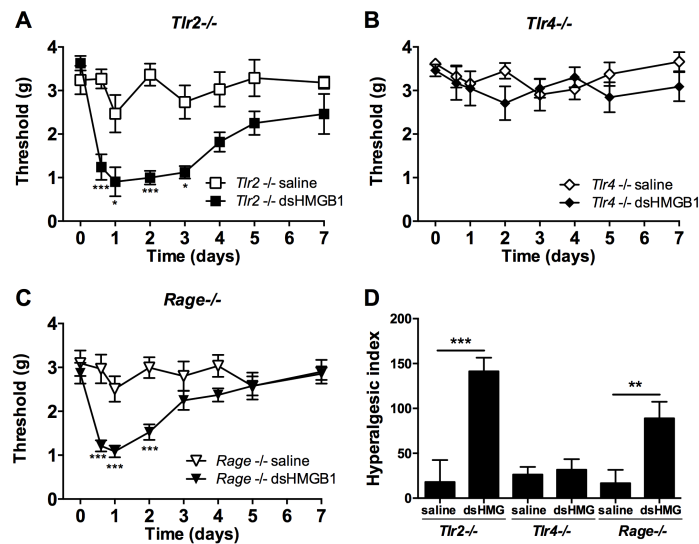 A
Tlr2-/-
Threshold (g)
4
3
2
1
0
***
*
***
*
Tlr2 -/- saline
Tlr2 -/- dsHMGB1
0 1 2 3 4 5 6 7
Time (days)
B
Tlr4-/-
Threshold (g)
4
3
2
1
0
Tlr4 -/- saline
Tlr4 -/- dsHMGB1
0 1 2 3 4 5 6 7
Time (days)
C
Rage-/-
Threshold (g)
4
3
2
1
0
***
***
***
Rage -/- saline
Rage -/- dsHMGB1
0 1 2 3 4 5 6 7
Time (days)
D
Hyperalgesic index
200
150
100
50
0
***
**
saline dsHMG saline dsHMG saline dsHMG
Tlr2-/- Tlr4-/- Rage-/-